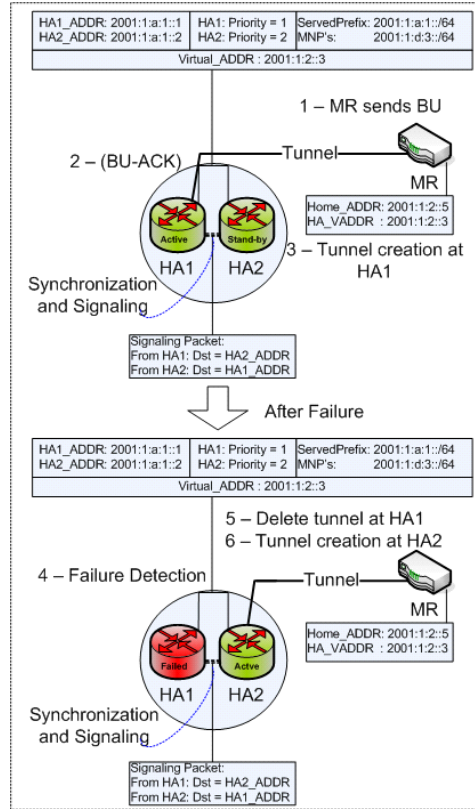 HA1_ADDR: 2001:1:a:1::1
HA2_ADDR: 2001:1:a:1::2
HA1: Priority = 1
HA2: Priority = 2
ServedPrefix: 2001:1:a:1::/64
MNP's: 2001:1:d:3::/64
Virtual_ADDR : 2001:1:2::3
1 – MR sends BU
2 – (BU-ACK)
Tunnel
MR
Home_ADDR: 2001:1:2::5
HA_VADDR : 2001:1:2::3
Active
Stand-by
HA1
HA2
3 – Tunnel creation at
HA1
Synchronization
and Signaling
Signaling Packet:
From HA1: Dst = HA2_ADDR
From HA2: Dst = HA1_ADDR
After Failure
HA1_ADDR: 2001:1:a:1::1
HA2_ADDR: 2001:1:a:1::2
HA1: Priority = 1
HA2: Priority = 2
ServedPrefix: 2001:1:a:1::/64
MNP's: 2001:1:d:3::/64
Virtual_ADDR : 2001:1:2::3
5 – Delete tunnel at HA1
6 – Tunnel creation at HA2
4 – Failure Detection
Tunnel
MR
Home_ADDR: 2001:1:2::5
HA_VADDR : 2001:1:2::3
Failed
Actve
HA1
HA2
Synchronization
and Signaling
Signaling Packet:
From HA1: Dst = HA2_ADDR
From HA2: Dst = HA1_ADDR